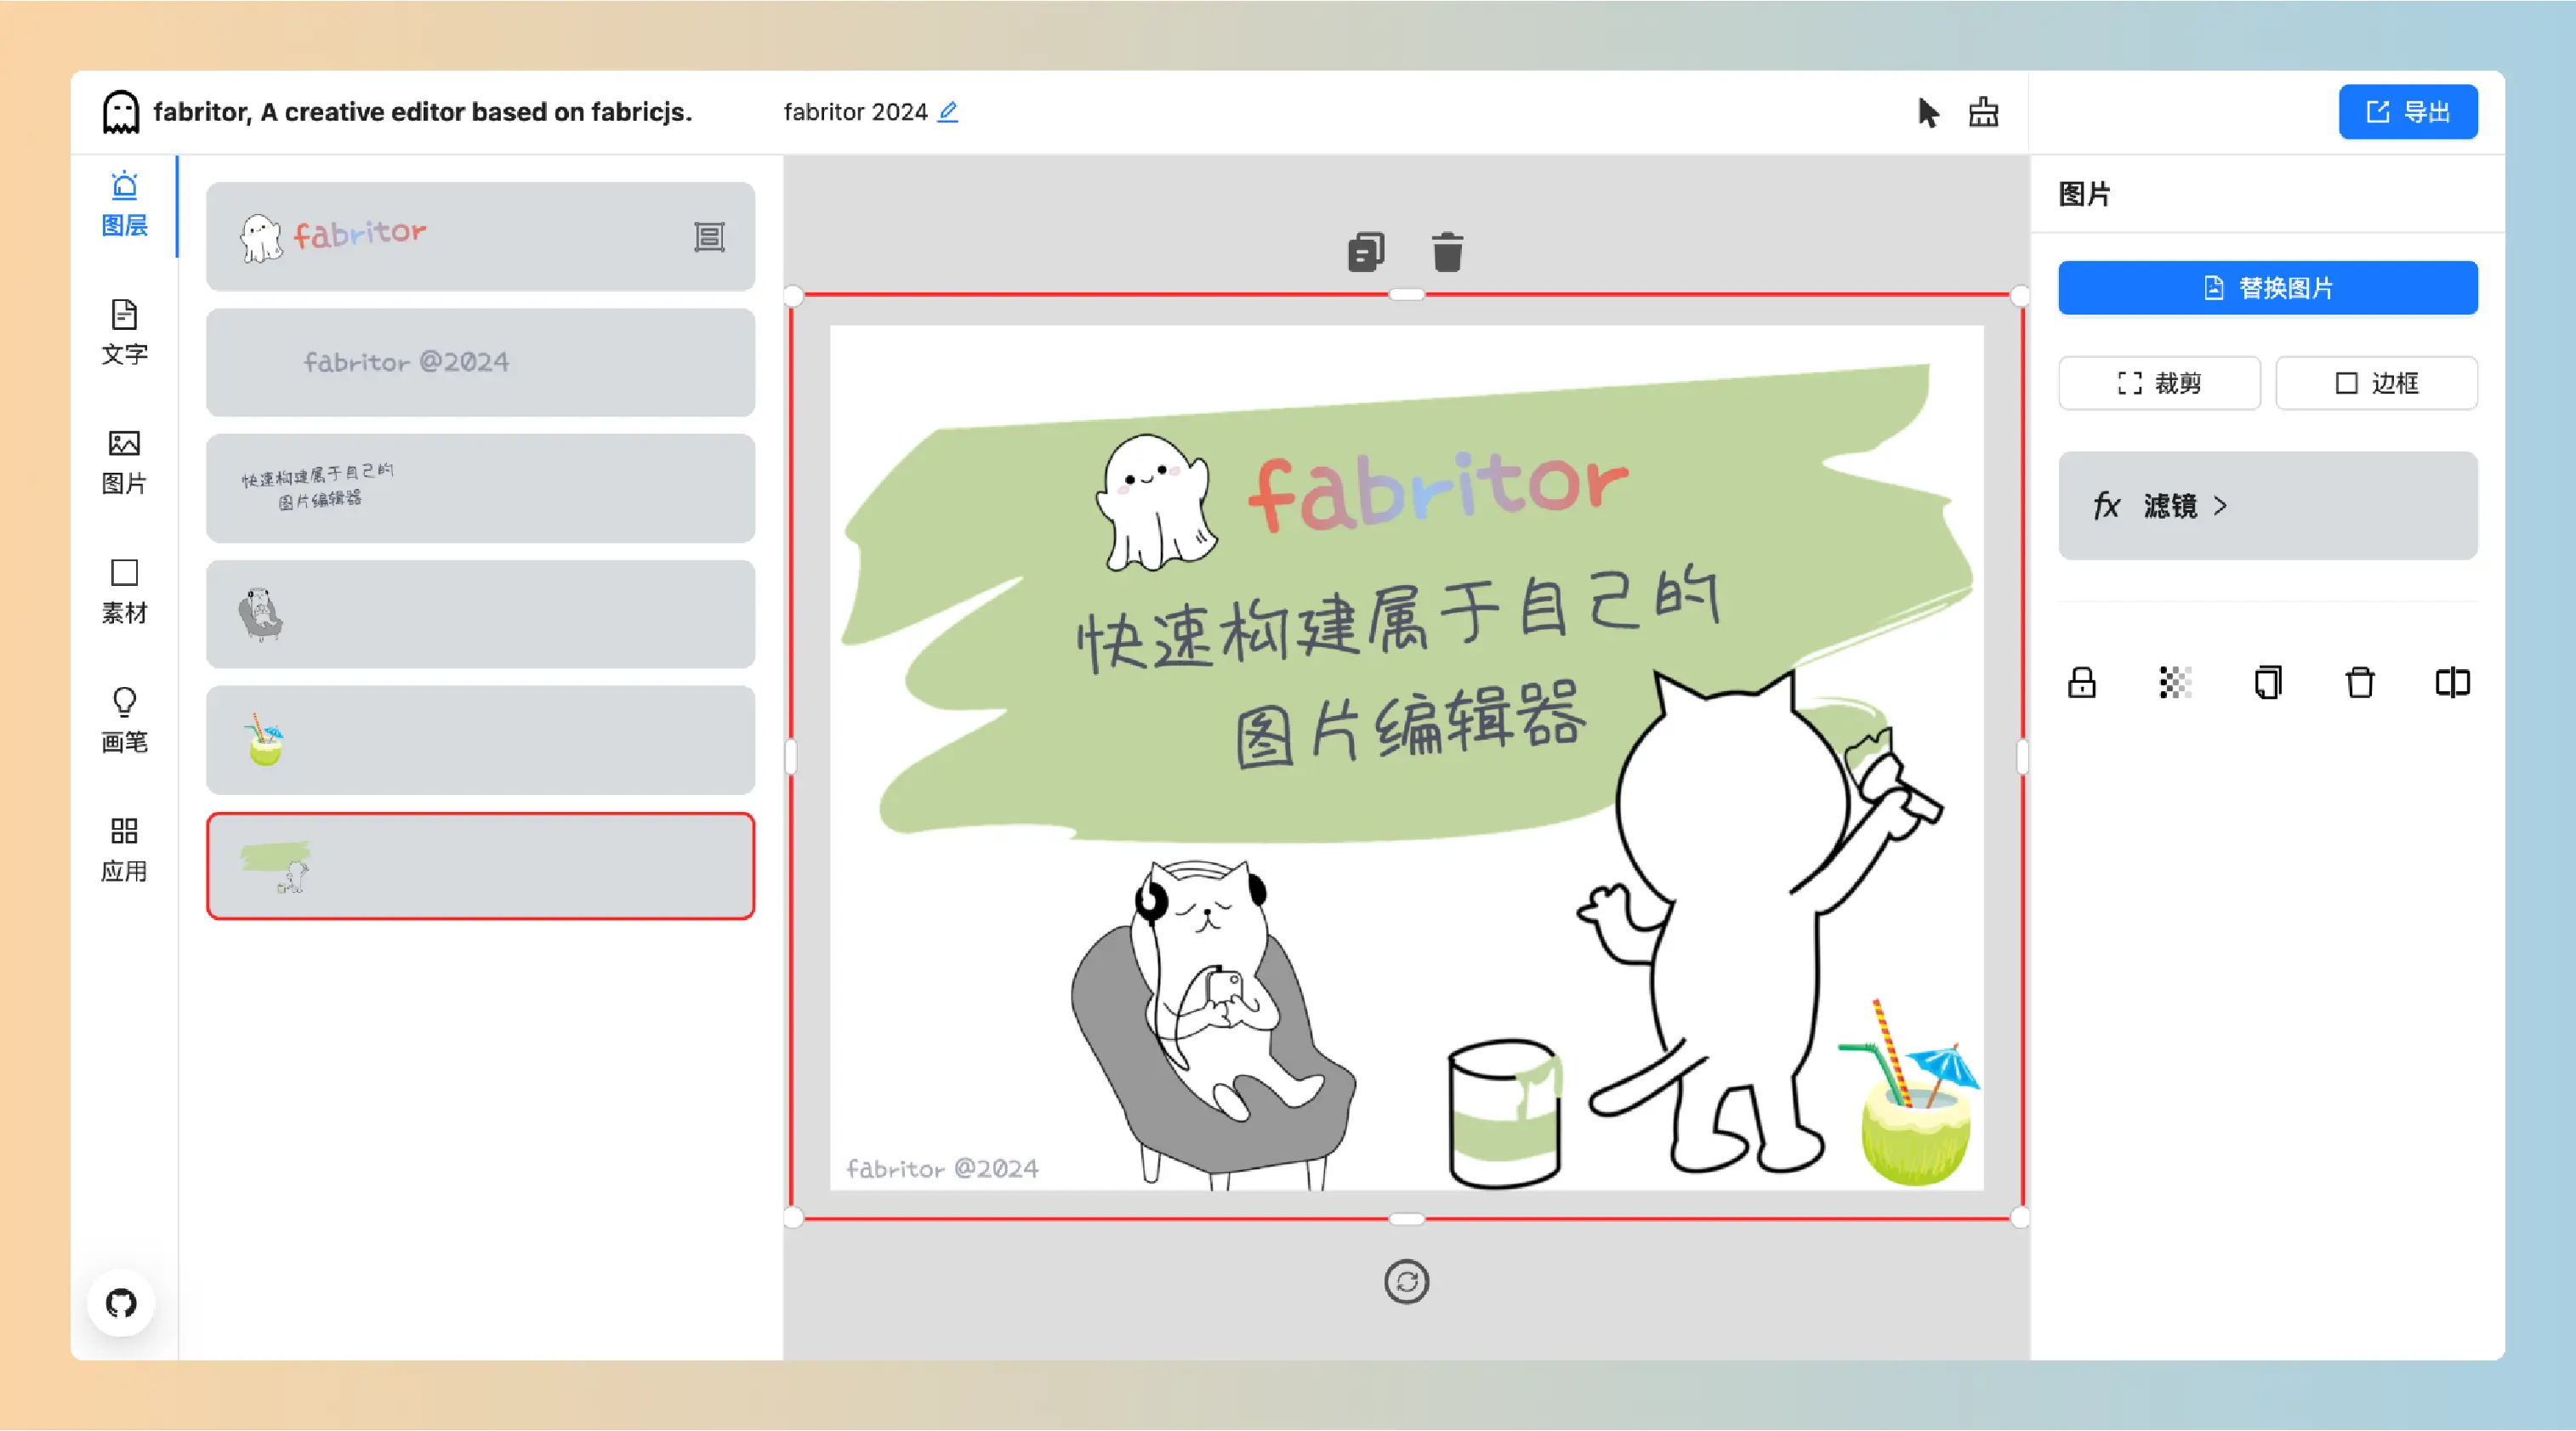 fabritor, A creative editor based on fabricjs.
fabritor 2024
导出
图层
文字
图片
素材
画笔
应用
fabritor
fabritor @2024
快速构建属于自己的
图片编辑器
fabritor
快速构建属于自己的
图片编辑器
fabritor @2024
图片
替换图片
裁剪
边框
fx 滤镜 >